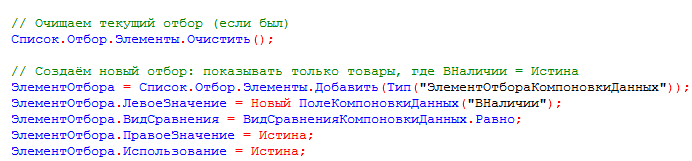 // Очищаем текущий отбор (если был)
Список.Отбор.Элементы.Очистить();
// Создаём новый отбор: показывать только товары, где ВНаличии = Истина
ЭлементОтбора = Список.Отбор.Элементы.Добавить(Тип("ЭлементОтбораКомпоновкиДанных"));
ЭлементОтбора.ЛевоеЗначение = Новый ПолеКомпоновкиДанных("ВНаличии");
ЭлементОтбора.ВидСравнения = ВидСравненияКомпоновкиДанных.Равно;
ЭлементОтбора.ПравоеЗначение = Истина;
ЭлементОтбора.Использование = Истина;